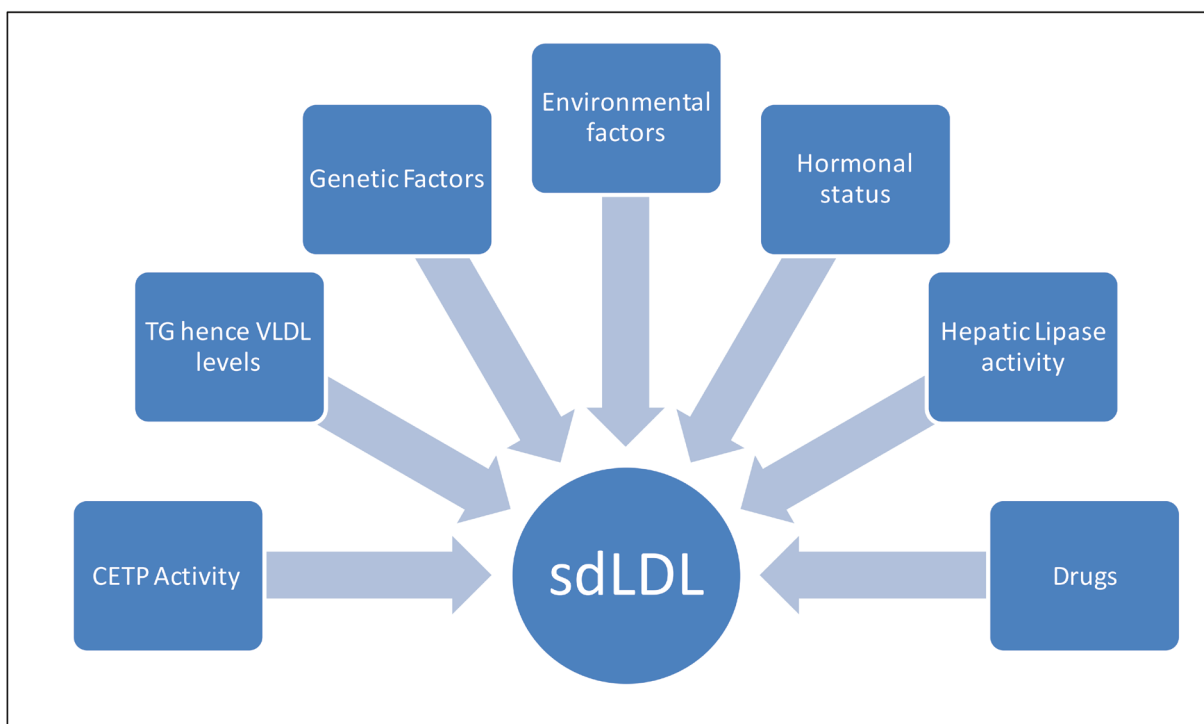 Environmental
factors
Genetic Factors
Hormonal
status
TG hence VLDL
levels
Hepatic Lipase
activity
CETP Activity
sdLDL
Drugs